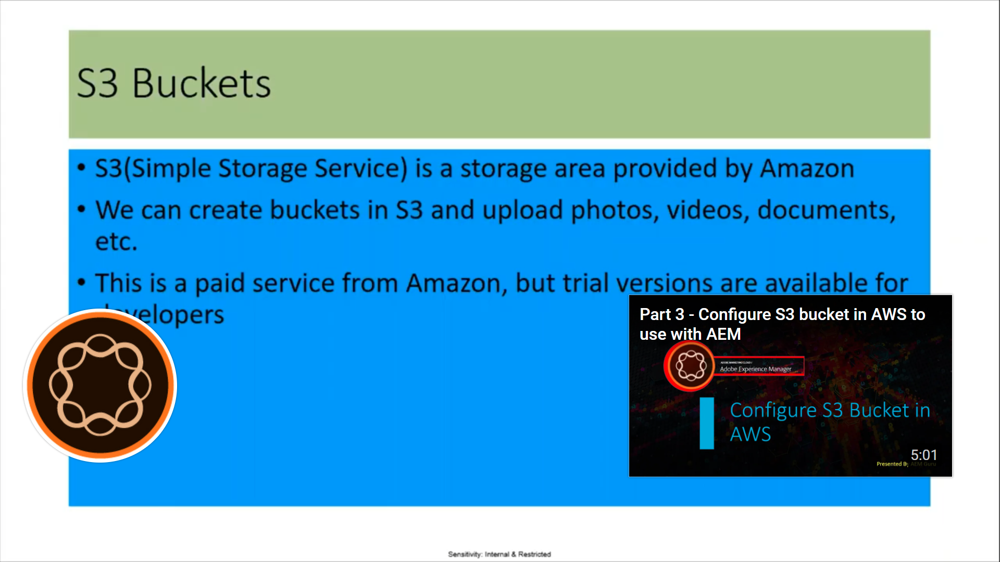 S3 Buckets
• S3(Simple Storage Service) is a storage area provided by Amazon
• We can create buckets in S3 and upload photos, videos, documents,
etc.
• This is a paid service from Amazon, but trial versions are available for
developers
Part 3 - Configure S3 bucket in AWS to
use with AEM
ADOBE MARKETING CLOUD /
Adobe Experience Manager
Configure S3 Bucket in
AWS
5:01
Presented By AEM Guru
Sensitivity: Internal & Restricted